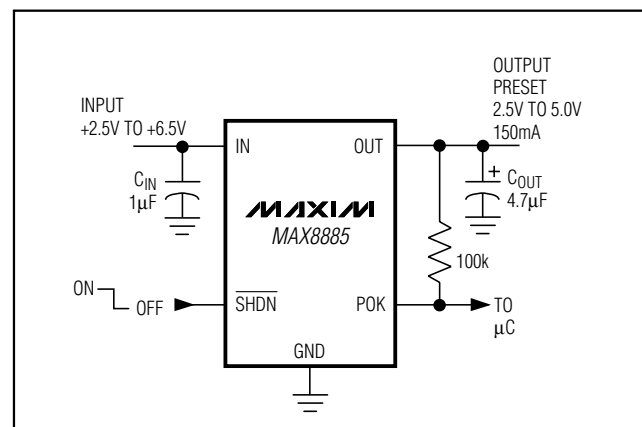 INPUT
+2.5V TO +6.5V
OUTPUT
PRESET
2.5V TO 5.0V
150mA
IN
OUT
CIN
1µF
+
COUT
4.7µF
MAXIM
MAX8885
100k
ON
OFF
SHDN
POK
TO
µC
GND